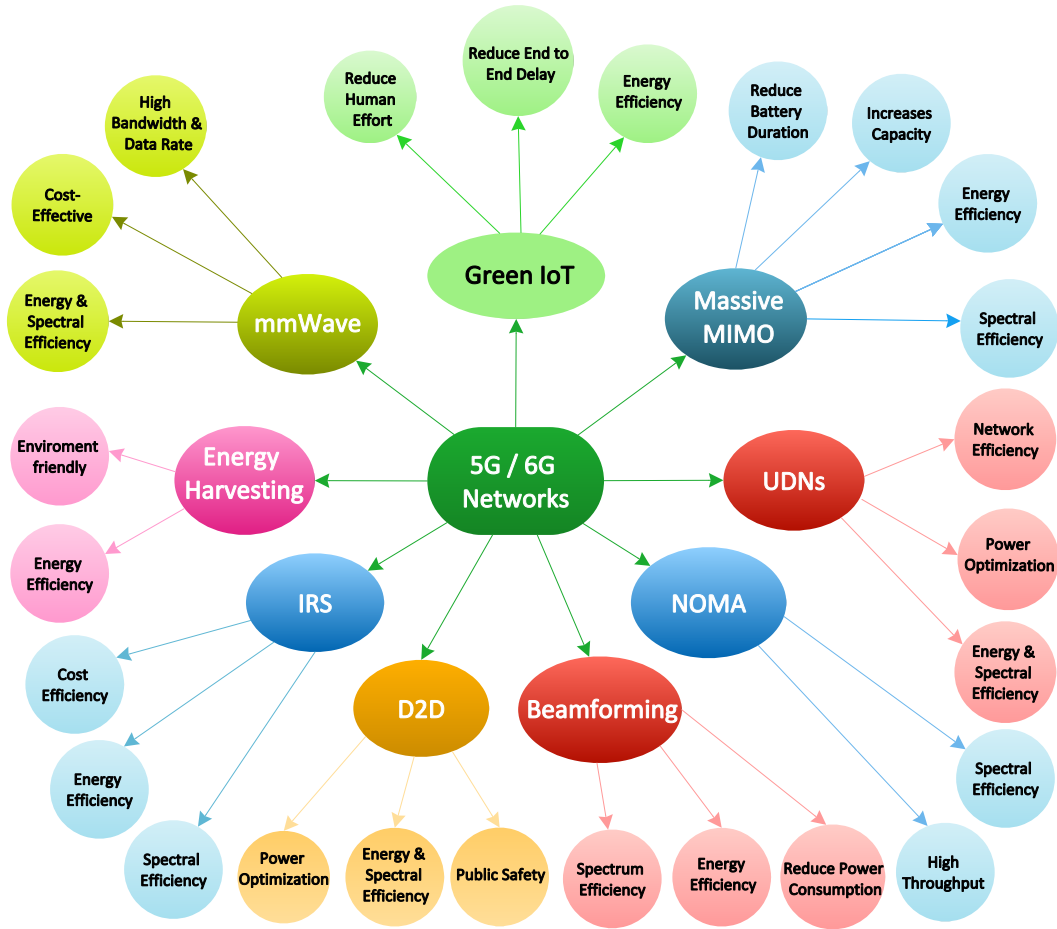 Reduce End to
End Delay
Reduce
Human
Effort
Energy
Efficiency
Reduce
Battery
Duration
Increases
Capacity
High
Bandwidth &
Data Rate
Cost-
Effective
Energy
Efficiency
Green IoT
Massive
MIMO
mmWave
Energy &
Spectral
Efficiency
Spectral
Efficiency
Enviroment
friendly
Energy
Harvesting
5G / 6G
Networks
UDNs
Network
Efficiency
Energy
Efficiency
Power
Optimization
IRS
NOMA
Cost
Efficiency
Energy &
Spectral
Efficiency
D2D
Beamforming
Energy
Efficiency
Spectral
Efficiency
Spectral
Efficiency
Power
Optimization
Energy &
Spectral
Efficiency
Public Safety
Spectrum
Efficiency
Energy
Efficiency
Reduce Power
Consumption
High
Throughput